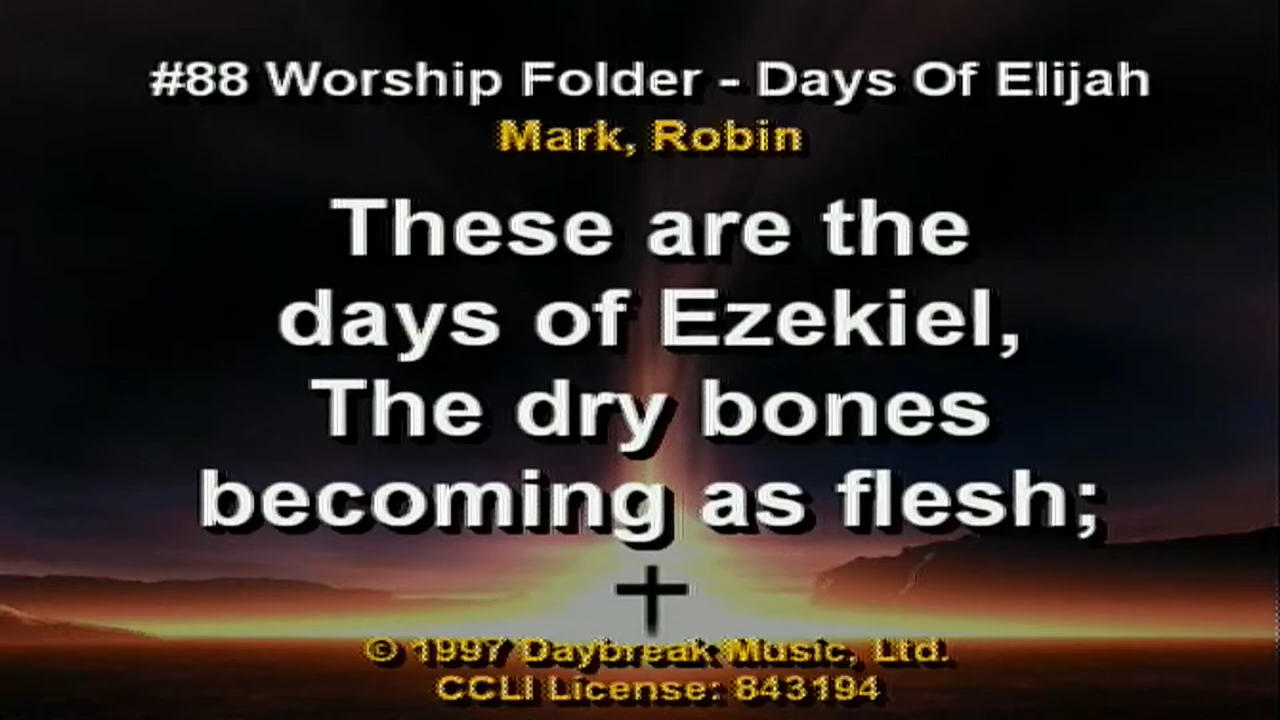 #88 Worship Folder - Days Of Elijah
Mark, Robin
These are the
days of Ezekiel,
The dry bones
becoming as flesh;
© 1997 Daybreak Music, Ltd.
CCLI License: 843194